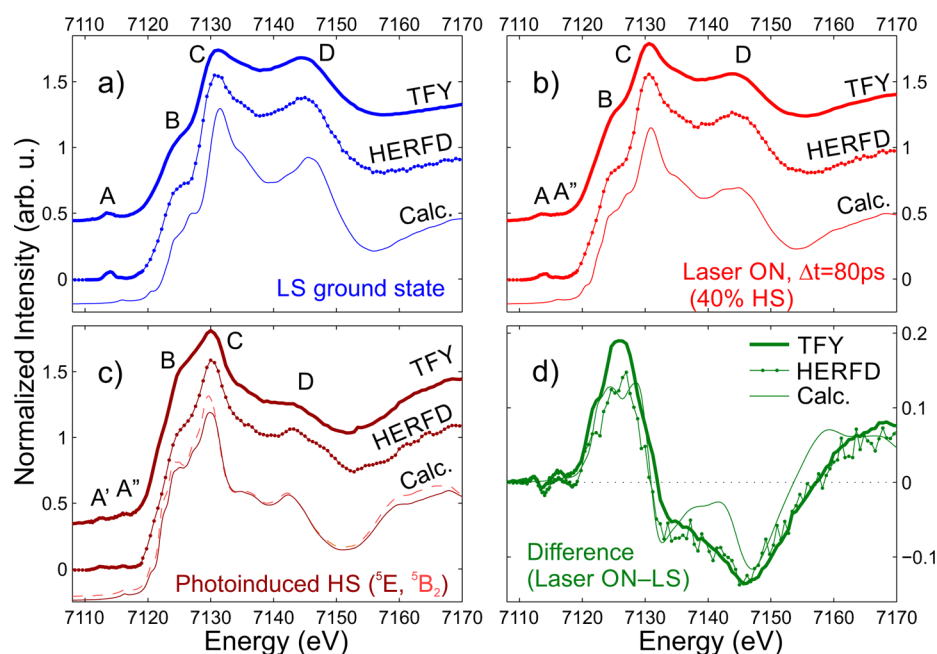 7110 7120 7130 7140 7150 7160 7170
7110 7120 7130 7140 7150 7160 7170
Normalized Intensity (arb. u.)
1.5
1
0.5
0
a)
A
B
C
D
TFY
HERFD
Calc.
LS ground state
b)
A A”
B
C
D
TFY
HERFD
Calc.
Laser ON, Δt=80ps
(40% HS)
1.5
1
0.5
0
1.5
1
0.5
0
c)
A' A”
B
C
D
TFY
HERFD
Calc.
Photoinduced HS (⁵E, ⁵B₂)
d)
TFY
HERFD
Calc.
Difference
(Laser ON–LS)
0.2
0.1
0
−0.1
7110 7120 7130 7140 7150 7160 7170
7110 7120 7130 7140 7150 7160 7170
Energy (eV)
Energy (eV)